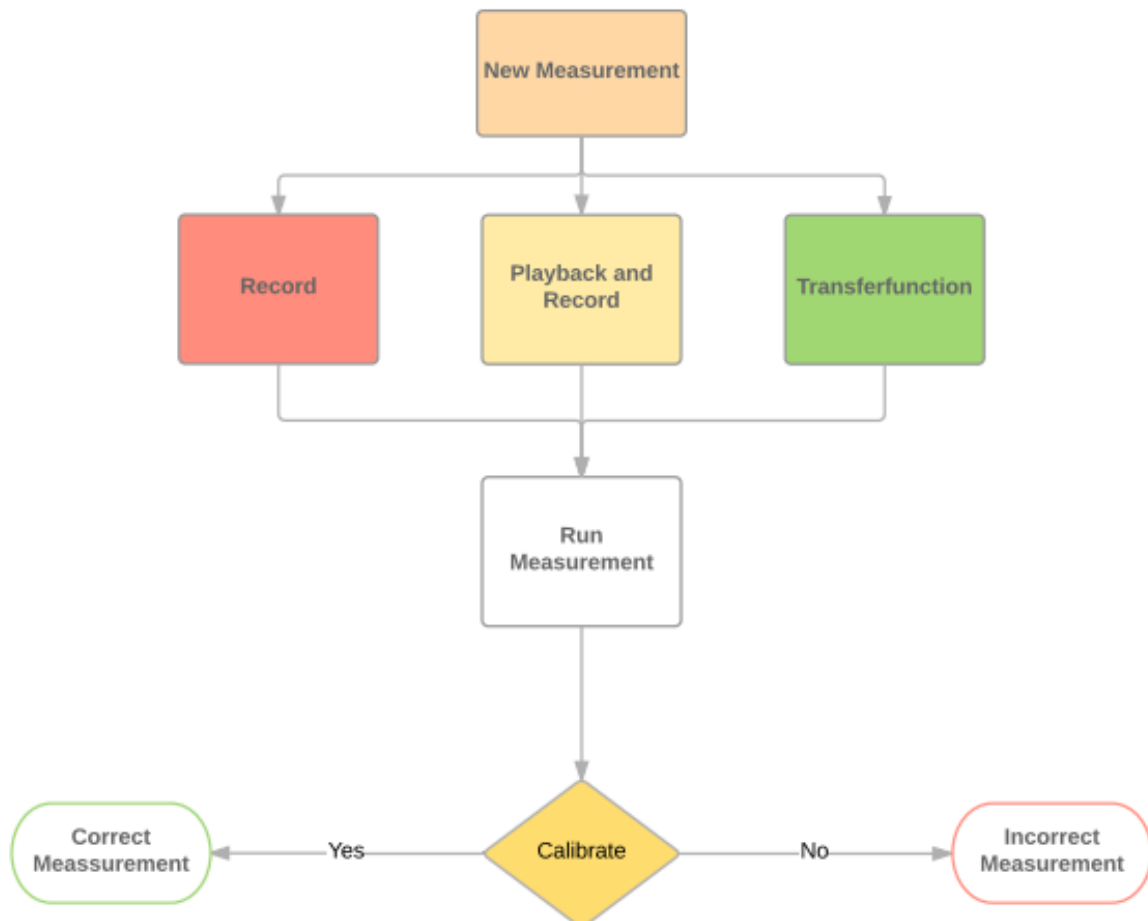 New Measurement
Record
Playback and
Record
Transferfunction
Run
Measurement
Correct
Meassurement
Yes
Calibrate
No
Incorrect
Measurement